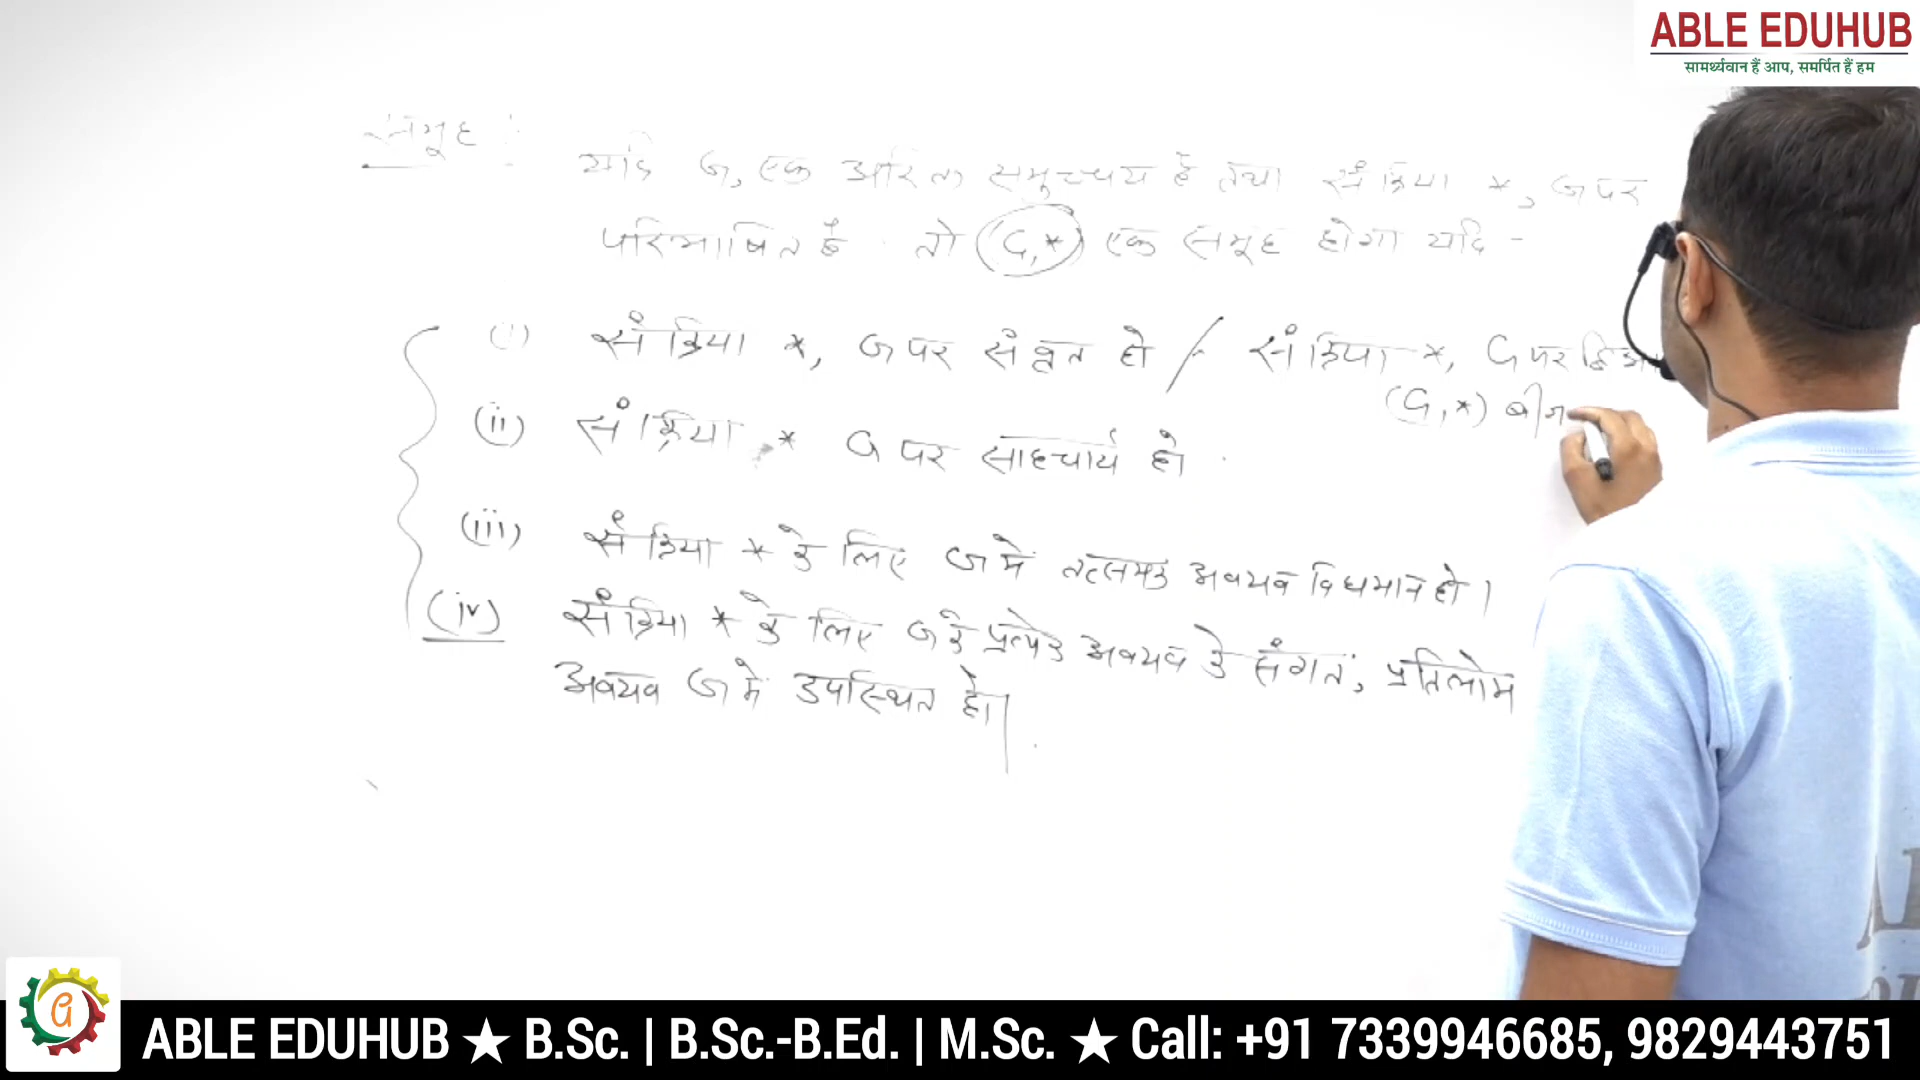 ABLE EDUHUB
सामर्थ्यवान हैं आप, समर्पित हैं हम
समूह :
यदि G, एक अरिक्त समुच्चय है तथा संक्रिया *, G पर
परिभाषित है तो (G,*) एक समूह होगा यदि -
(i) संक्रिया *, G पर संवृत हो / संक्रिया *, G पर
(G,*)
(ii) संक्रिया * G पर साहचार्य हो
(iii) संक्रिया * के लिए G में तत्समक अवयव विद्यमान हो।
(iv) संक्रिया * के लिए G के प्रत्येक अवयव के संगत, प्रतिलोम
अवयव G में उपस्थित हो।
ABLE EDUHUB ★ B.Sc. | B.Sc.-B.Ed. | M.Sc. ★ Call: +91 7339946685, 9829443751